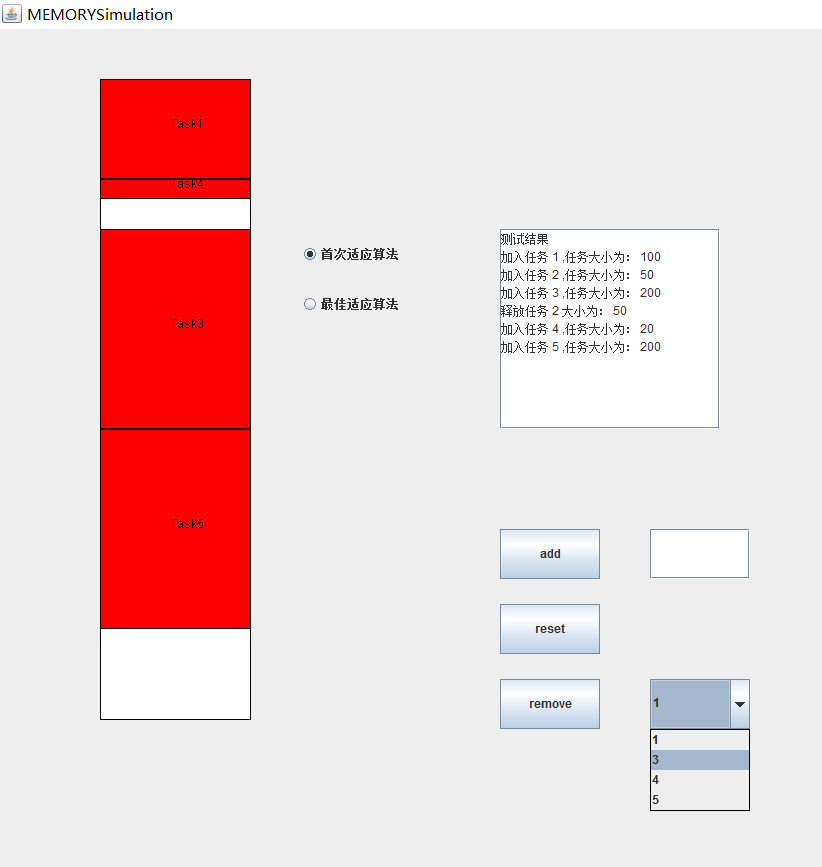 MEMORYSimulation
Task1
Task4
Task3
Task5
首次适应算法
最佳适应算法
测试结果
加入任务 1 ,任务大小为： 100
加入任务 2 ,任务大小为： 50
加入任务 3 ,任务大小为： 200
释放任务 2 大小为： 50
加入任务 4 ,任务大小为： 20
加入任务 5 ,任务大小为： 200
add
reset
remove
1
1
3
4
5